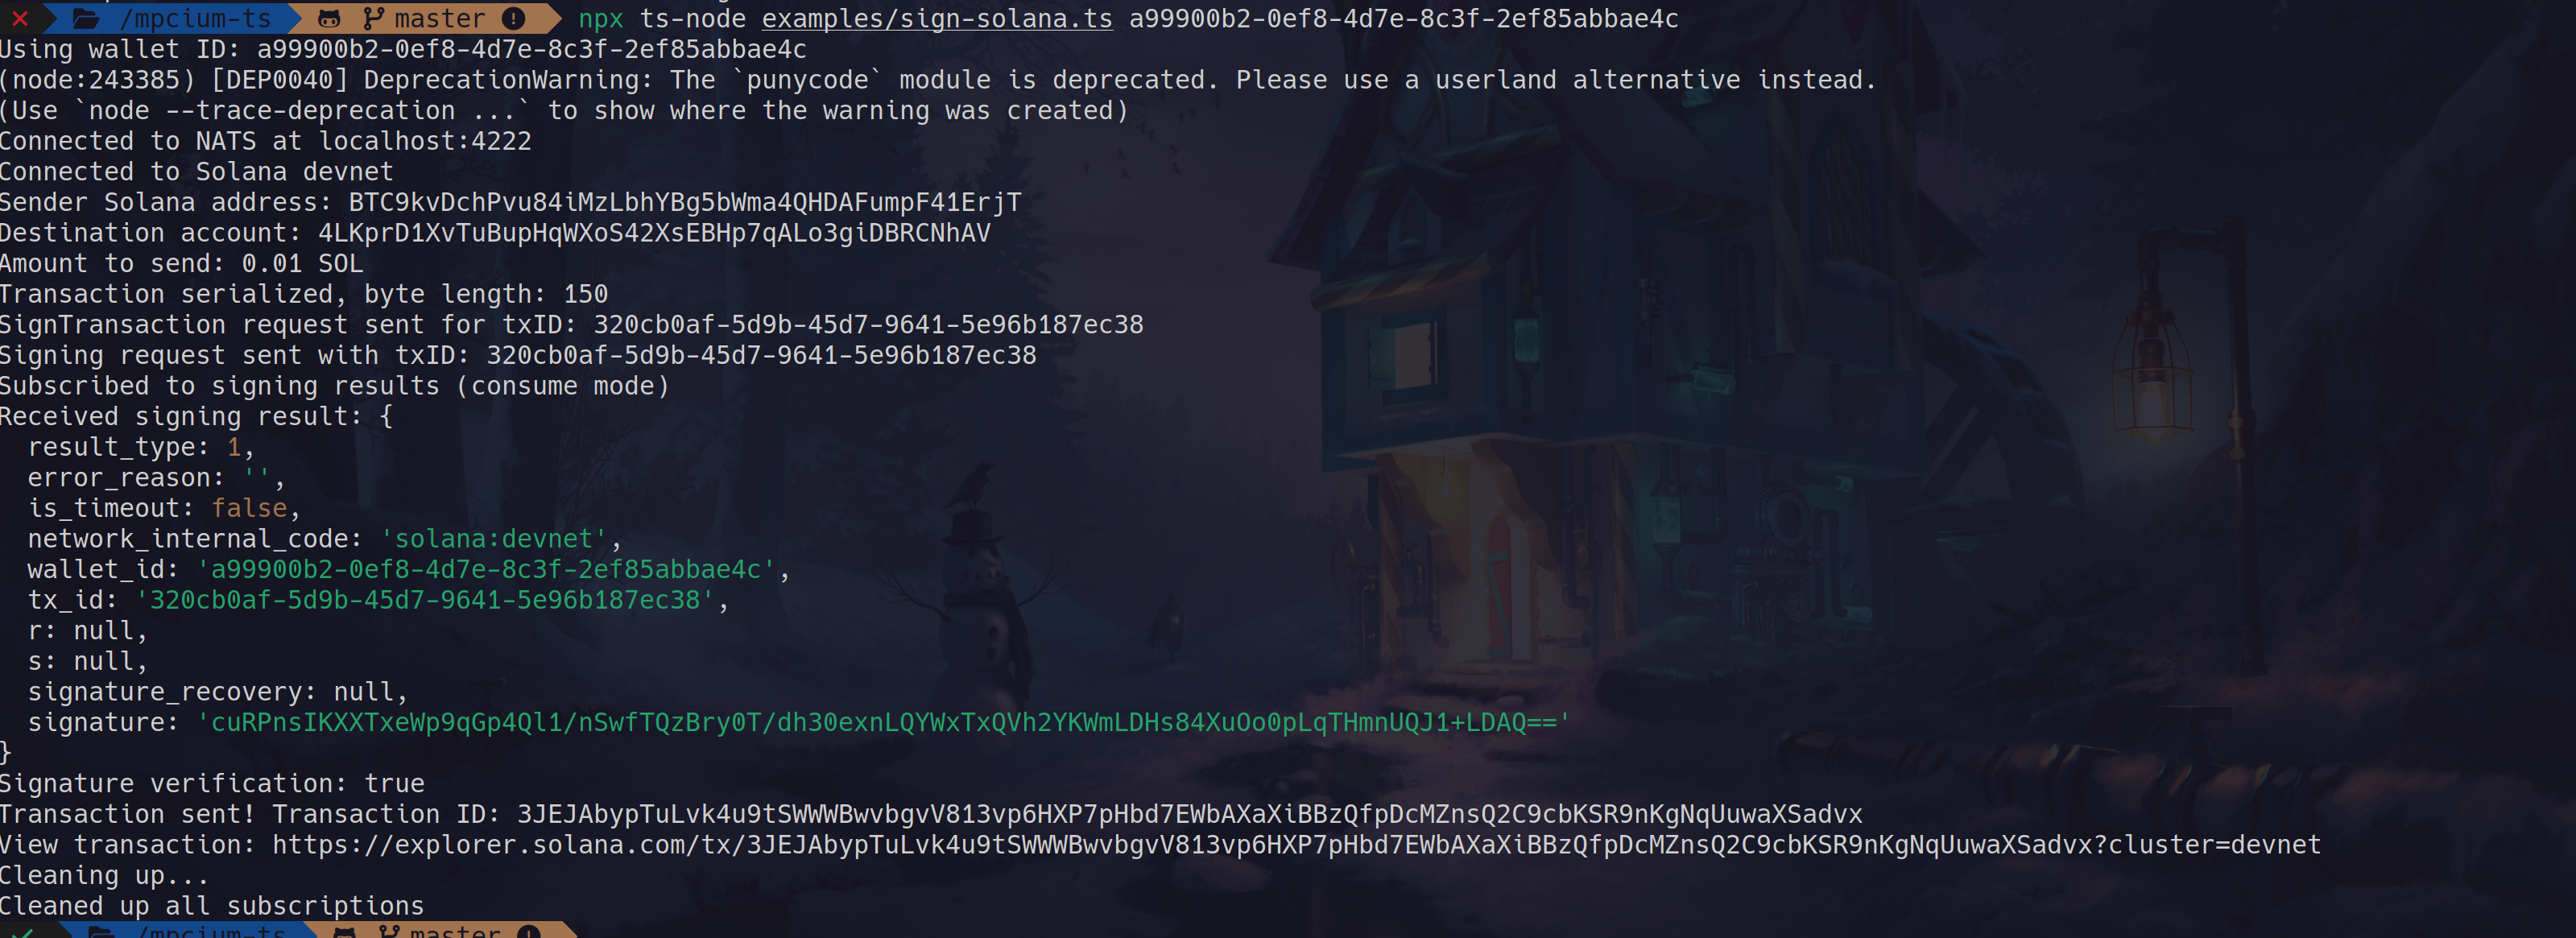 /mpcium-ts master npx ts-node examples/sign-solana.ts a99900b2-0ef8-4d7e-8c3f-2ef85abbae4c
Using wallet ID: a99900b2-0ef8-4d7e-8c3f-2ef85abbae4c
(node:243385) [DEP0040] DeprecationWarning: The `punycode` module is deprecated. Please use a userland alternative instead.
(Use `node --trace-deprecation ...` to show where the warning was created)
Connected to NATS at localhost:4222
Connected to Solana devnet
Sender Solana address: BTC9kvDchPvu84iMzLbhYBg5bWma4QHDAFumpF41ErjT
Destination account: 4LKprD1XvTuBupHqWXoS42XsEBHp7qALo3giDBRCNhAV
Amount to send: 0.01 SOL
Transaction serialized, byte length: 150
SignTransaction request sent for txID: 320cb0af-5d9b-45d7-9641-5e96b187ec38
Signing request sent with txID: 320cb0af-5d9b-45d7-9641-5e96b187ec38
Subscribed to signing results (consume mode)
Received signing result: {
  result_type: 1,
  error_reason: '',
  is_timeout: false,
  network_internal_code: 'solana:devnet',
  wallet_id: 'a99900b2-0ef8-4d7e-8c3f-2ef85abbae4c',
  tx_id: '320cb0af-5d9b-45d7-9641-5e96b187ec38',
  r: null,
  s: null,
  signature_recovery: null,
  signature: 'cuRPnsIKXXTxeWp9qGp4Ql1/nSwfTQzBry0T/dh30exnLQYWxTxQVh2YKWmLDHs84XuOo0pLqTHmnUQJ1+LDAQ=='
}
Signature verification: true
Transaction sent! Transaction ID: 3JEJAbypTuLvk4u9tSWWWBwvbgvV813vp6HXP7pHbd7EWbAXaXiBBzQfpDcMZnsQ2C9cbKSR9nKgNqUuwaXSadvx
View transaction: https://explorer.solana.com/tx/3JEJAbypTuLvk4u9tSWWWBwvbgvV813vp6HXP7pHbd7EWbAXaXiBBzQfpDcMZnsQ2C9cbKSR9nKgNqUuwaXSadvx?cluster=devnet
Cleaning up...
Cleaned up all subscriptions
/mpcium-ts master